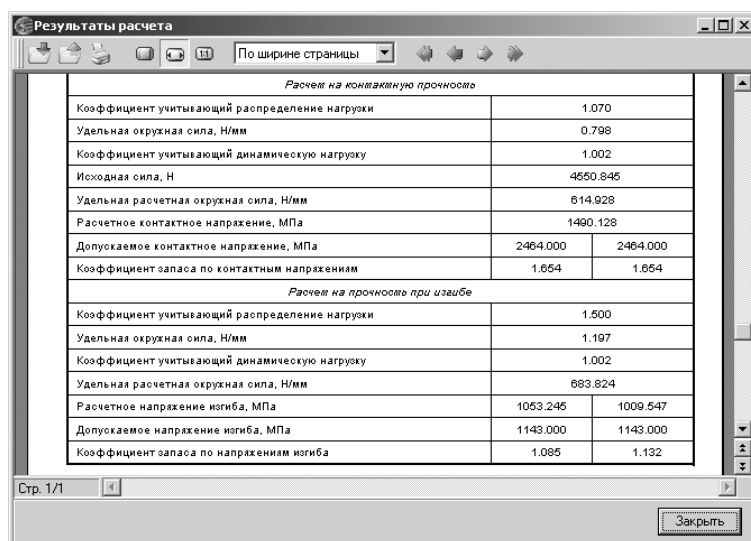 Результаты расчета
1:1
По ширине страницы
Расчет на контактную прочность
Коэффициент учитывающий распределение нагрузки 1.070
Удельная окружная сила, Н/мм 0.798
Коэффициент учитывающий динамическую нагрузку 1.002
Исходная сила, Н 4550.845
Удельная расчетная окружная сила, Н/мм 614.928
Расчетное контактное напряжение, МПа 1490.128
Допускаемое контактное напряжение, МПа 2464.000 2464.000
Коэффициент запаса по контактным напряжениям 1.654 1.654
Расчет на прочность при изгибе
Коэффициент учитывающий распределение нагрузки 1.500
Удельная окружная сила, Н/мм 1.197
Коэффициент учитывающий динамическую нагрузку 1.002
Удельная расчетная окружная сила, Н/мм 683.824
Расчетное напряжение изгиба, МПа 1053.245 1009.547
Допускаемое напряжение изгиба, МПа 1143.000 1143.000
Коэффициент запаса по напряжениям изгиба 1.085 1.132
Стр. 1/1
Закрыть